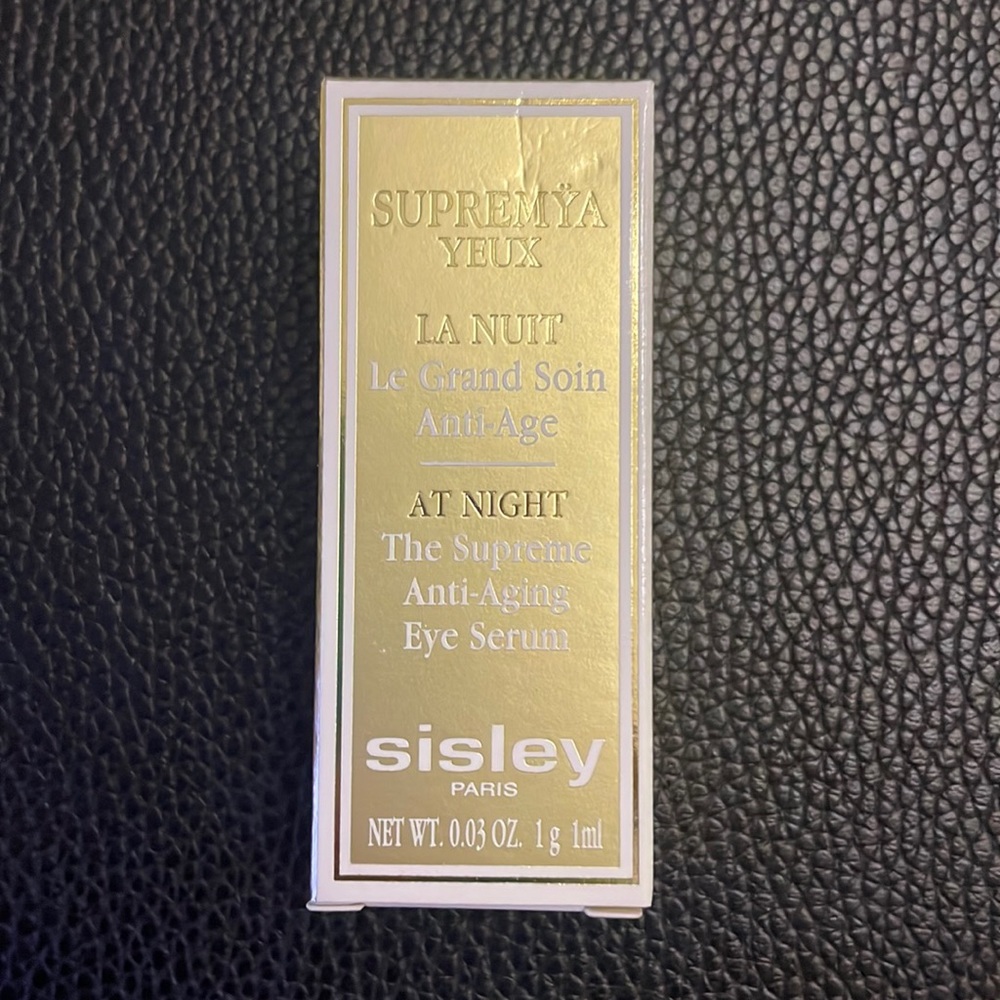 SUPREMŸA
YEUX
LA NUIT
Le Grand Soin
Anti-Age
AT NIGHT
The Supreme
Anti-Aging
Eye Serum
sisley
PARIS
NET WT. 0.03 OZ. 1 g 1ml